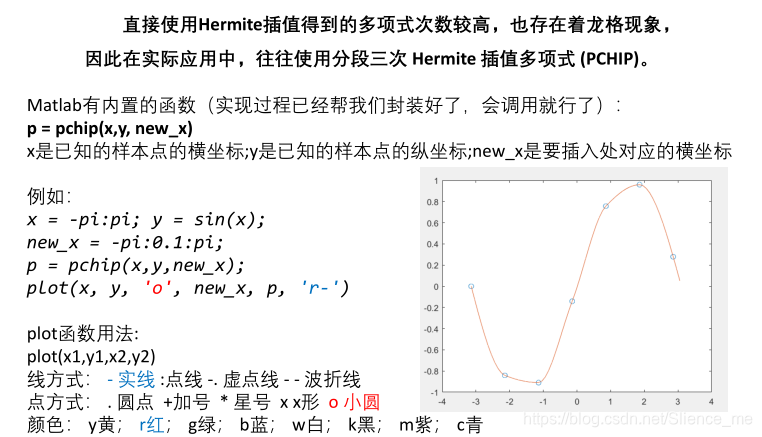 直接使用Hermite插值得到的多项式次数较高，也存在着龙格现象，
因此在实际应用中，往往使用分段三次 Hermite 插值多项式 (PCHIP)。
Matlab有内置的函数（实现过程已经帮我们封装好了，会调用就行了）：
p = pchip(x,y, new_x)
x是已知的样本点的横坐标;y是已知的样本点的纵坐标;new_x是要插入处对应的横坐标
例如：
x = -pi:pi; y = sin(x);
new_x = -pi:0.1:pi;
p = pchip(x,y,new_x);
plot(x, y, 'o', new_x, p, 'r-')
plot函数用法:
plot(x1,y1,x2,y2)
线方式： - 实线 :点线 -. 虚点线 - - 波折线
点方式： . 圆点 +加号 * 星号 x x形 o 小圆
颜色： y黄； r红； g绿； b蓝； w白； k黑； m紫； c青
1
0.8
0.6
0.4
0.2
0
-0.2
-0.4
-0.6
-0.8
-1
-4 -3 -2 -1 0 1 2 3 4
https://blog.csdn.net/Slience_me